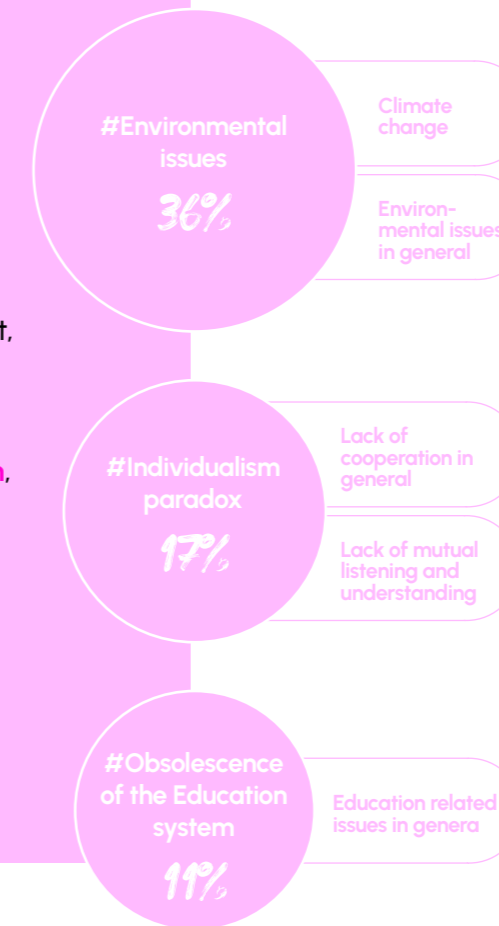 #Environmental
issues
36%
Climate
change
Environ-
mental issues
in general
t,
#Individualism
paradox
17%
n,
Lack of
cooperation in
general
Lack of mutual
listening and
understanding
#Obsolescence
of the Education
system
11%
Education related
issues in genera